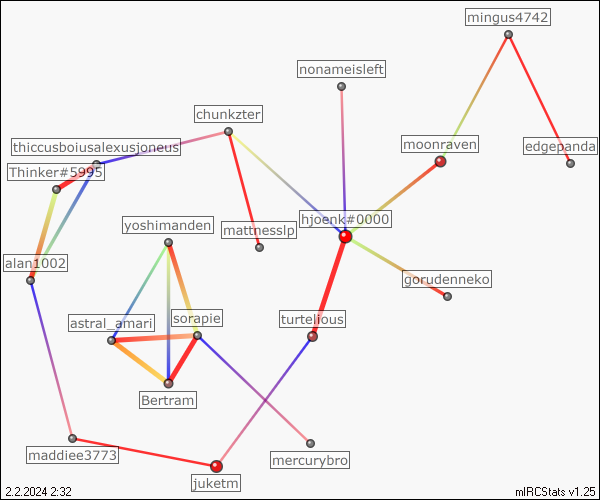 mingus4742
nonameisleft
chunkzter
edgepanda
moonraven
thiccusboiusalexusjoneus
Thinker#5995
hjoenk#0000
yoshimanden
mattnesslp
alan1002
gorudenneko
sorapie
turtelious
astral_amari
Bertram
maddiee3773
mercurybro
juketm
2.2.2024 2:32
mIRCStats v1.25